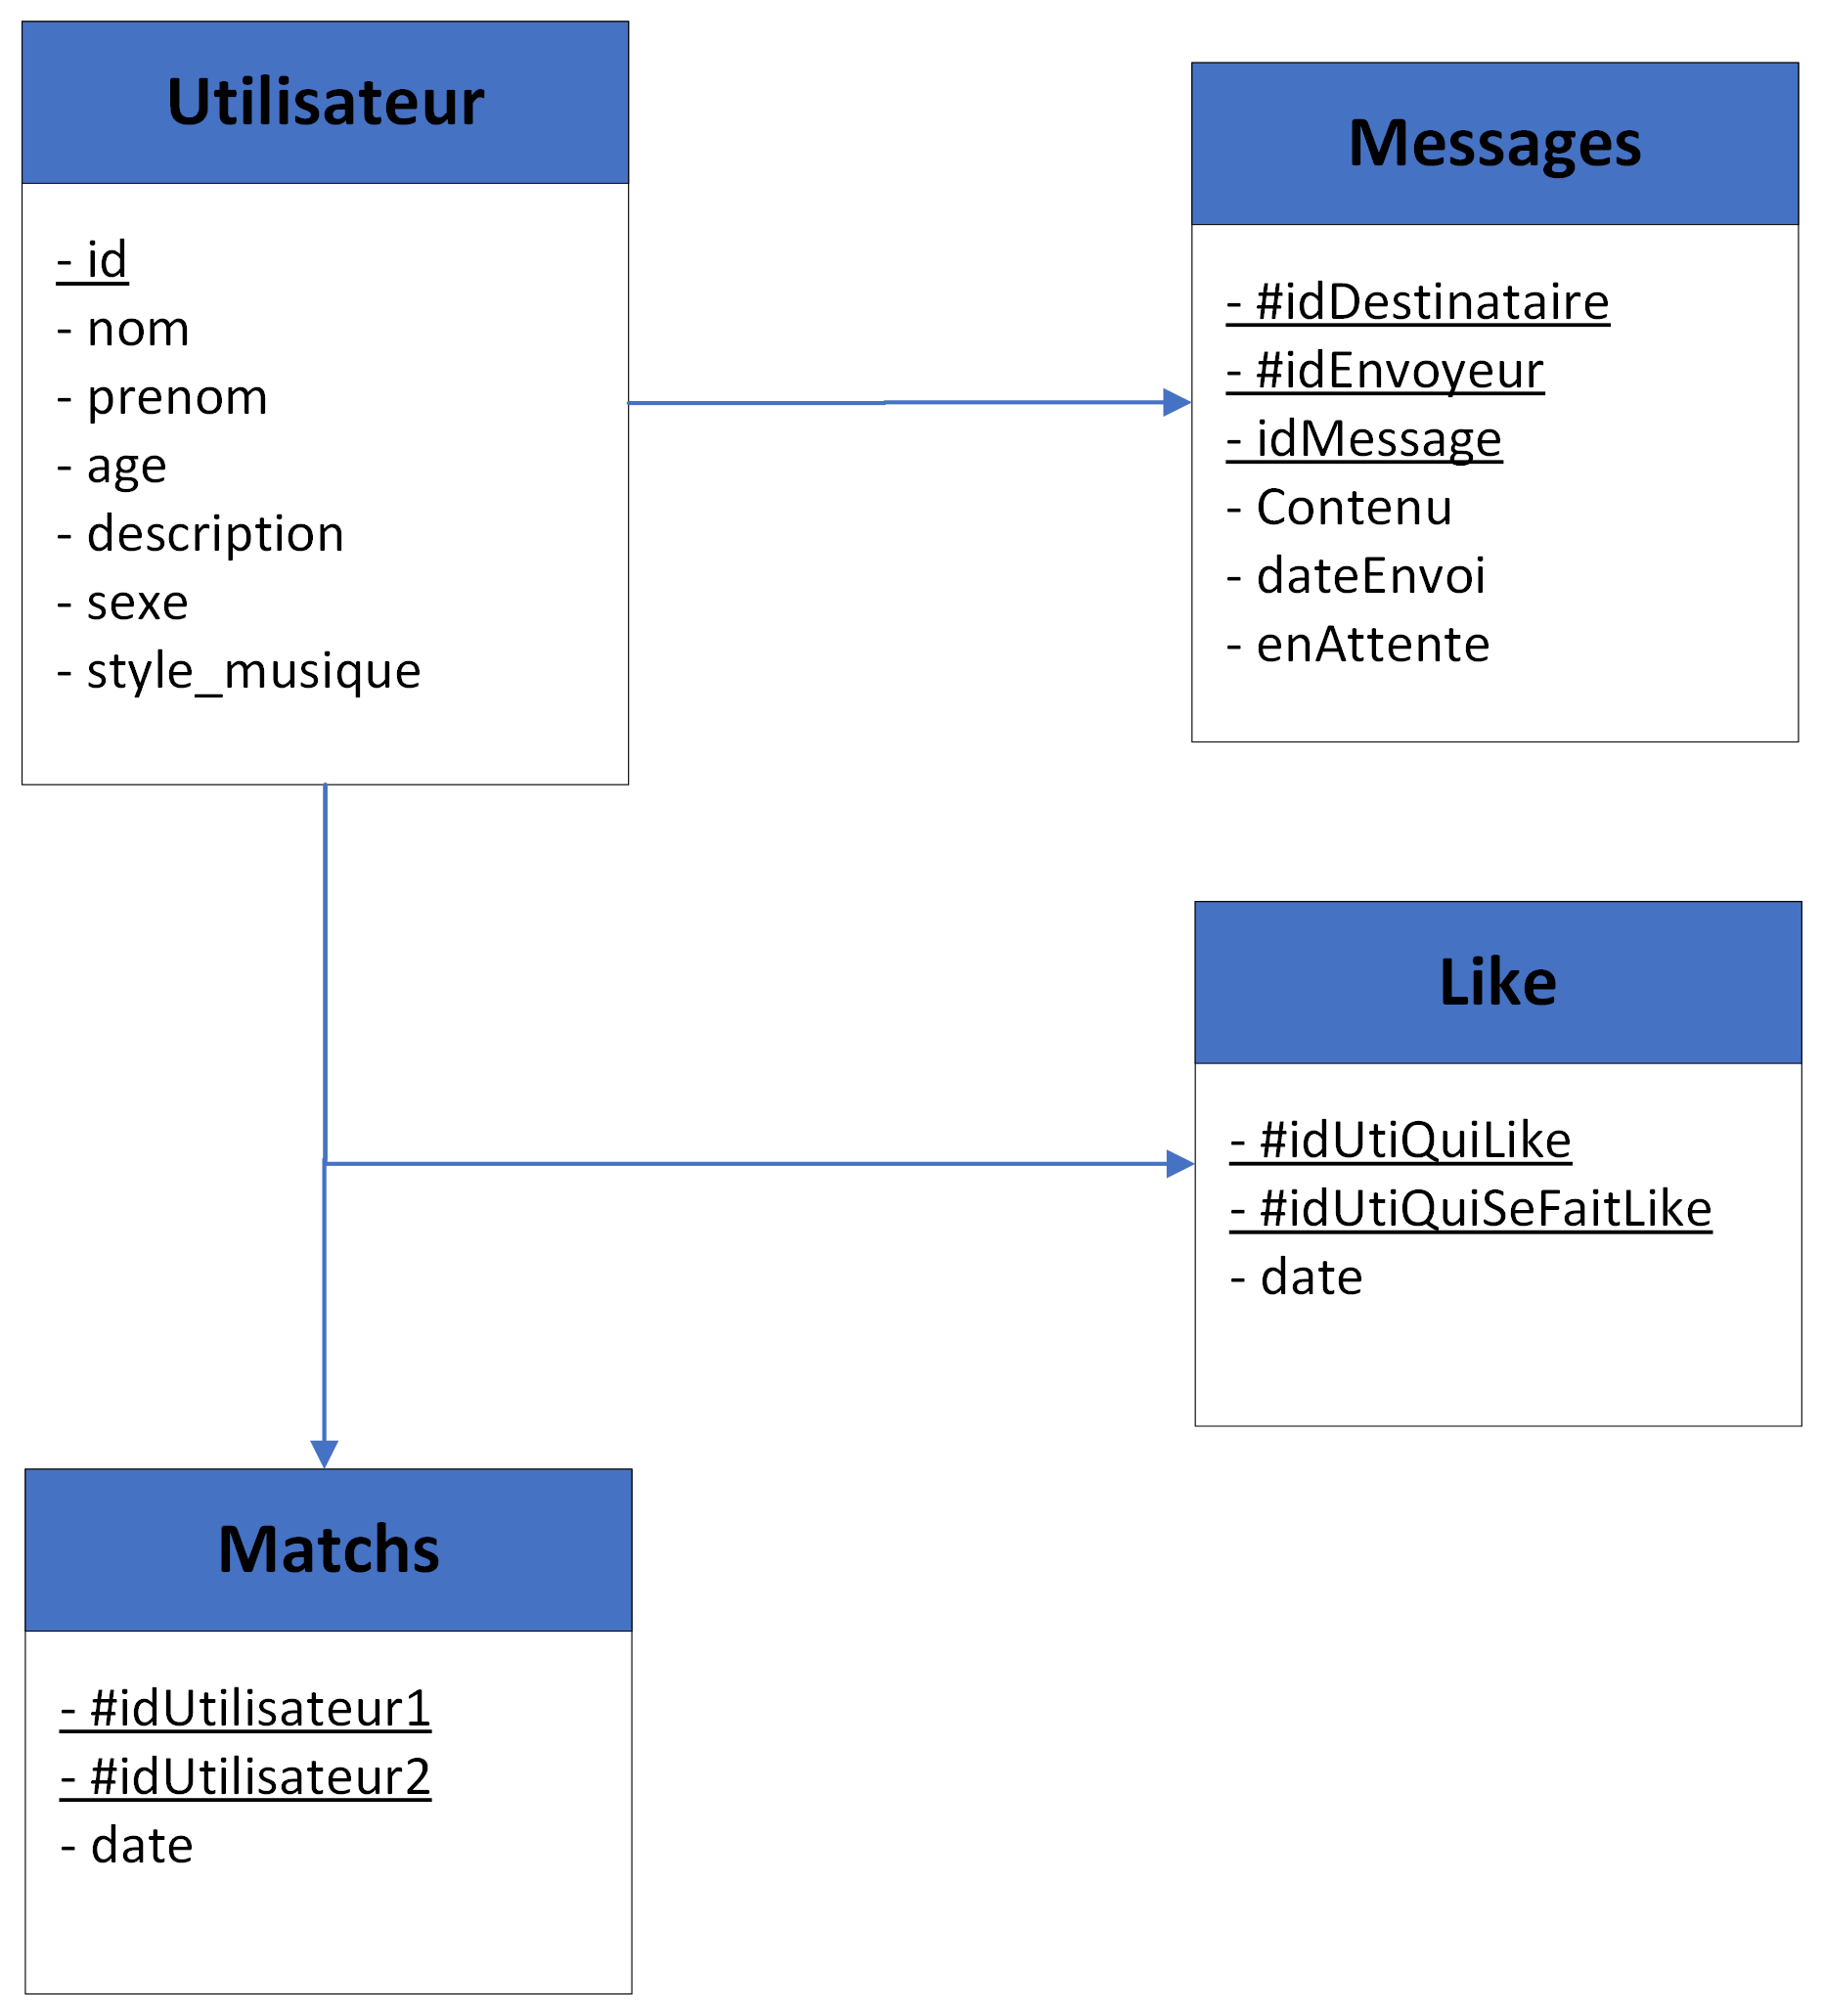 Utilisateur
- id
- nom
- prenom
- age
- description
- sexe
- style_musique
Messages
- #idDestinataire
- #idEnvoyeur
- idMessage
- Contenu
- dateEnvoi
- enAttente
Like
- #idUtiQuiLike
- #idUtiQuiSeFaitLike
- date
Matchs
- #idUtilisateur1
- #idUtilisateur2
- date